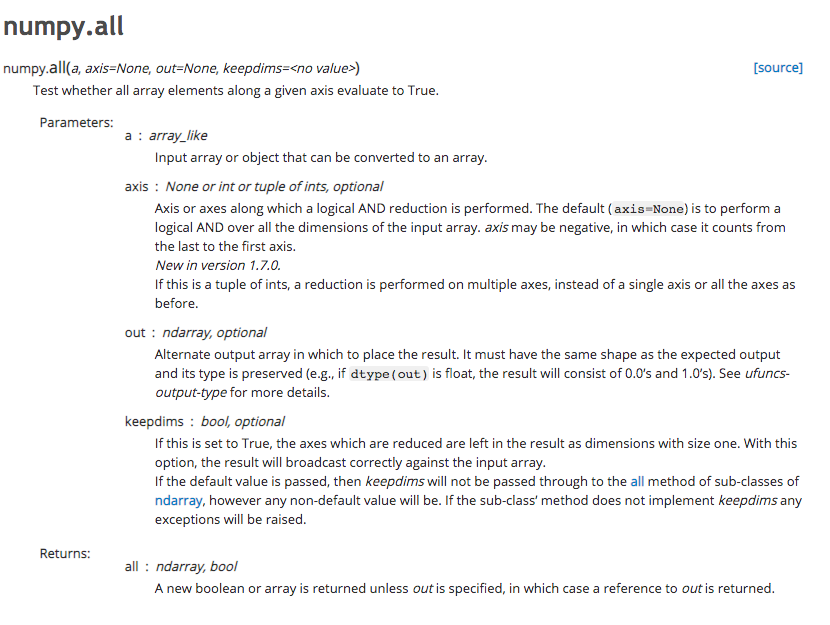 numpy.all
numpy.all(a, axis=None, out=None, keepdims=<no value>) [source]
Test whether all array elements along a given axis evaluate to True.
Parameters:
a : array_like
Input array or object that can be converted to an array.
axis : None or int or tuple of ints, optional
Axis or axes along which a logical AND reduction is performed. The default (axis=None) is to perform a
logical AND over all the dimensions of the input array. axis may be negative, in which case it counts from
the last to the first axis.
New in version 1.7.0.
If this is a tuple of ints, a reduction is performed on multiple axes, instead of a single axis or all the axes as
before.
out : ndarray, optional
Alternate output array in which to place the result. It must have the same shape as the expected output
and its type is preserved (e.g., if dtype(out) is float, the result will consist of 0.0’s and 1.0’s). See ufuncs-
output-type for more details.
keepdims : bool, optional
If this is set to True, the axes which are reduced are left in the result as dimensions with size one. With this
option, the result will broadcast correctly against the input array.
If the default value is passed, then keepdims will not be passed through to the all method of sub-classes of
ndarray, however any non-default value will be. If the sub-class’ method does not implement keepdims any
exceptions will be raised.
Returns:
all : ndarray, bool
A new boolean or array is returned unless out is specified, in which case a reference to out is returned.